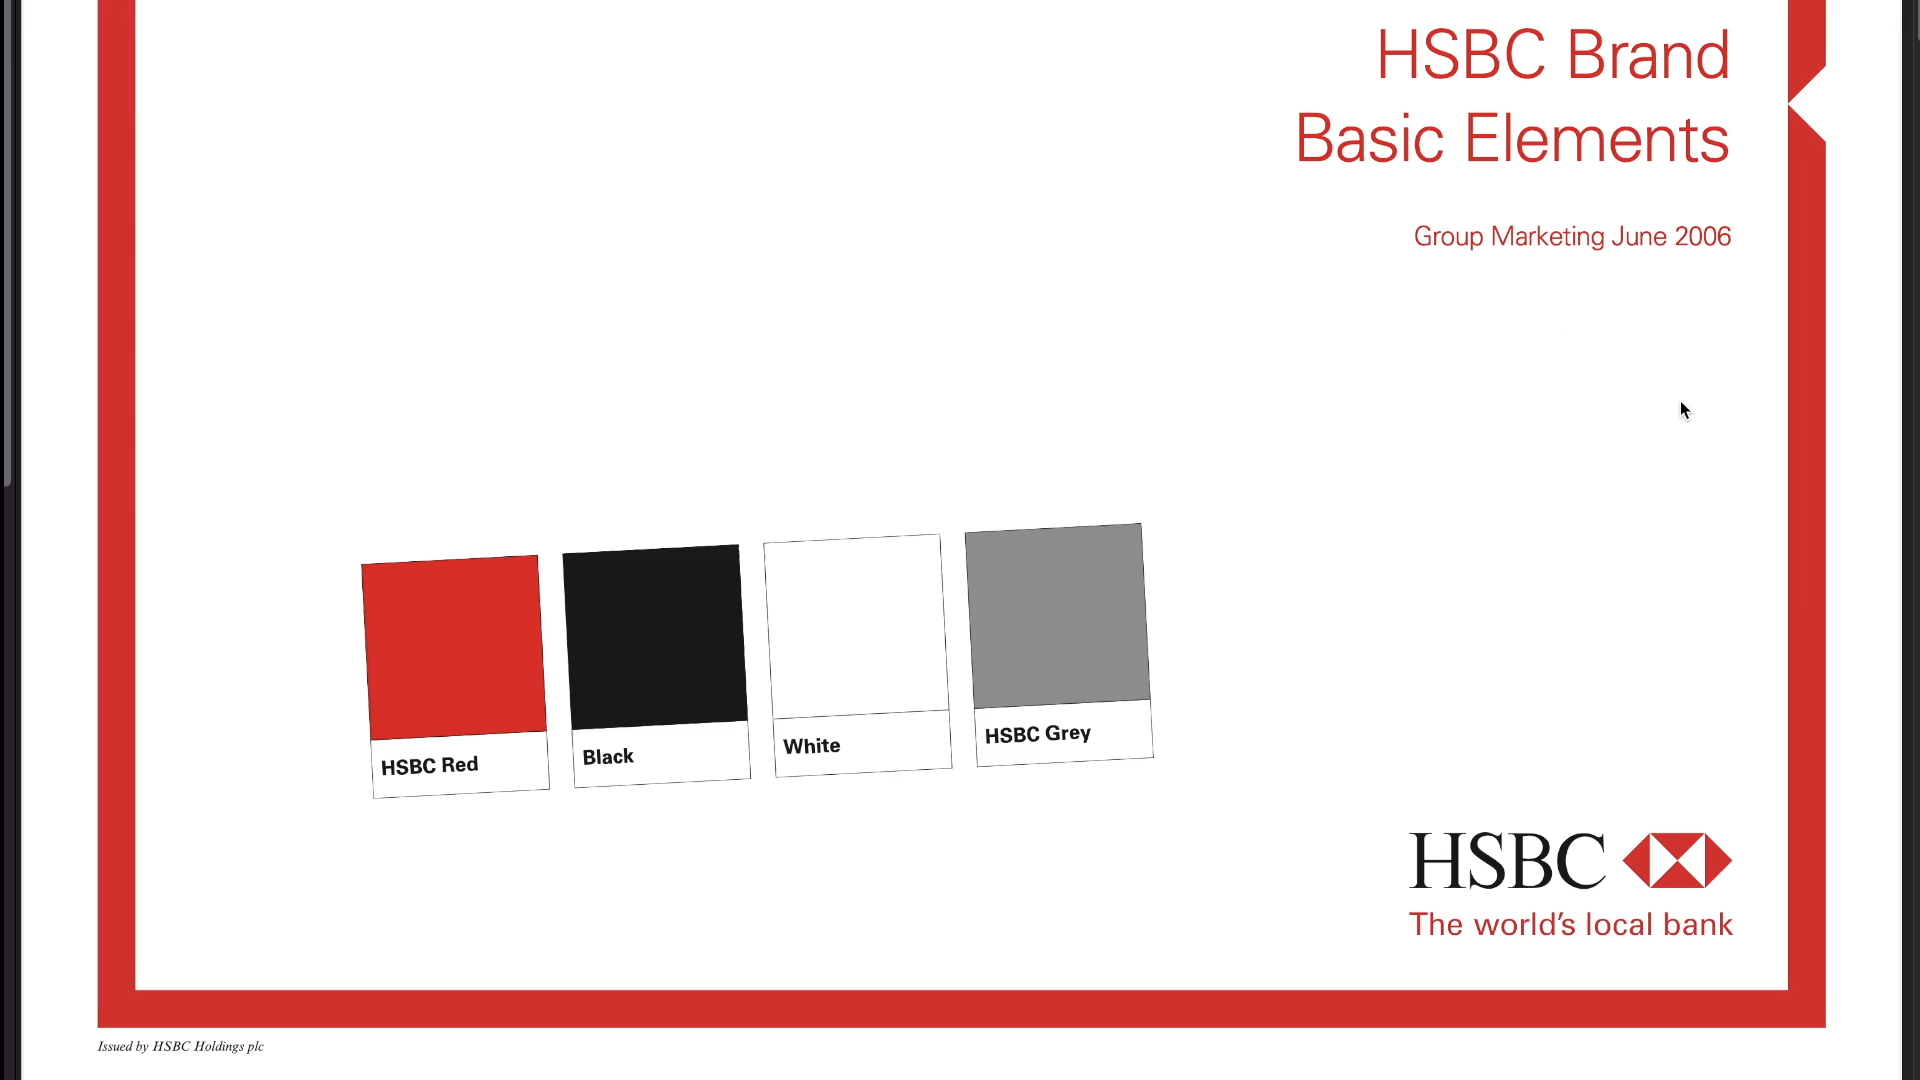 HSBC Brand
Basic Elements
Group Marketing June 2006
HSBC Red
Black
White
HSBC Grey
HSBC
The world's local bank
Issued by HSBC Holdings plc